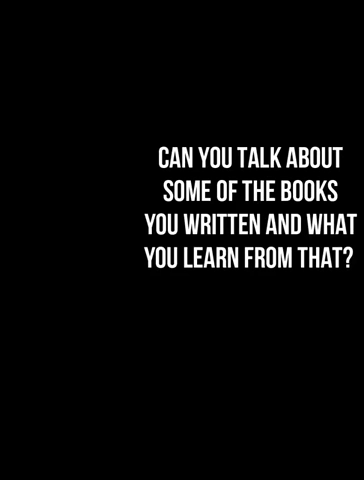 CAN YOU TALK ABOUT
SOME OF THE BOOKS
YOU WRITTEN AND WHAT
YOU LEARN FROM THAT?